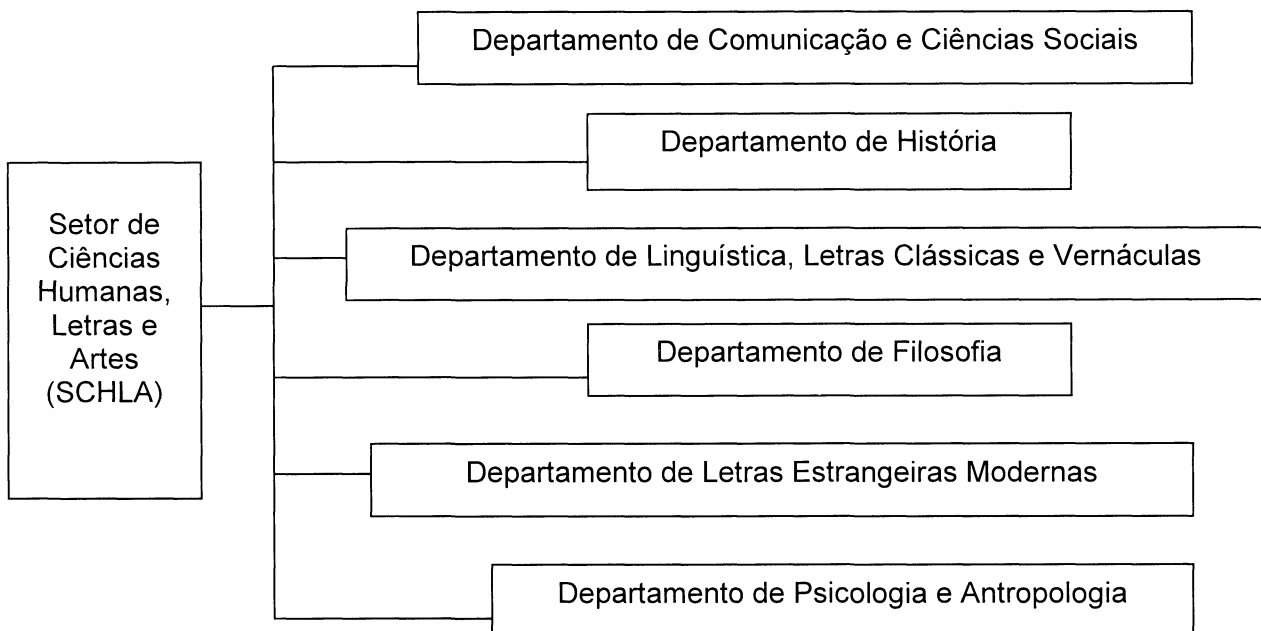 Departamento de Comunicação e Ciências Sociais
Departamento de História
Setor de
Ciências
Humanas,
Letras e
Artes
(SCHLA)
Departamento de Linguística, Letras Clássicas e Vernáculas
Departamento de Filosofia
Departamento de Letras Estrangeiras Modernas
Departamento de Psicologia e Antropologia